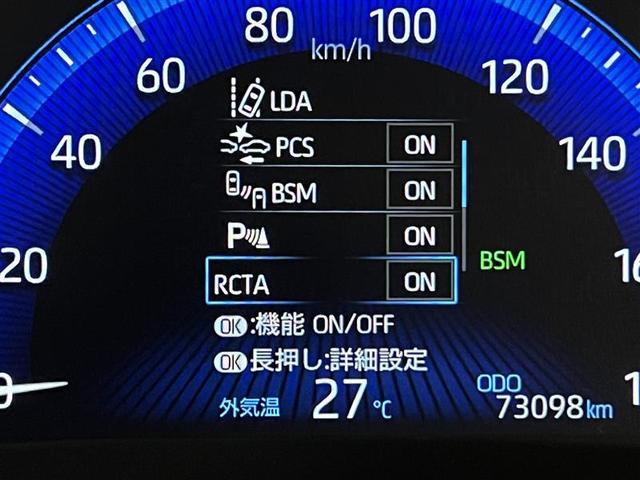 80 100
km/h
60 120
LDA
40 140
PCS ON
BSM ON
P ON
20 BSM
RCTA ON
OK:機能 ON/OFF
OK長押し:詳細設定
0
外気温 27℃
ODO
73098km